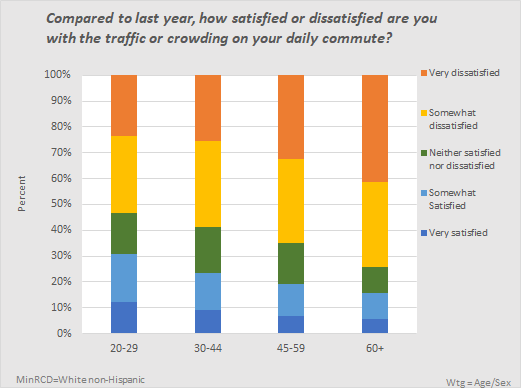 Compared to last year, how satisfied or dissatisfied are you
with the traffic or crowding on your daily commute?
100%
90%
80%
70%
60%
50%
40%
30%
20%
10%
0%
Percent
20-29
30-44
45-59
60+
Very dissatisfied
Somewhat
dissatisfied
Neither satisfied
nor dissatisfied
Somewhat
Satisfied
Very satisfied
MinRCD=White non-Hispanic
Wtg = Age/Sex